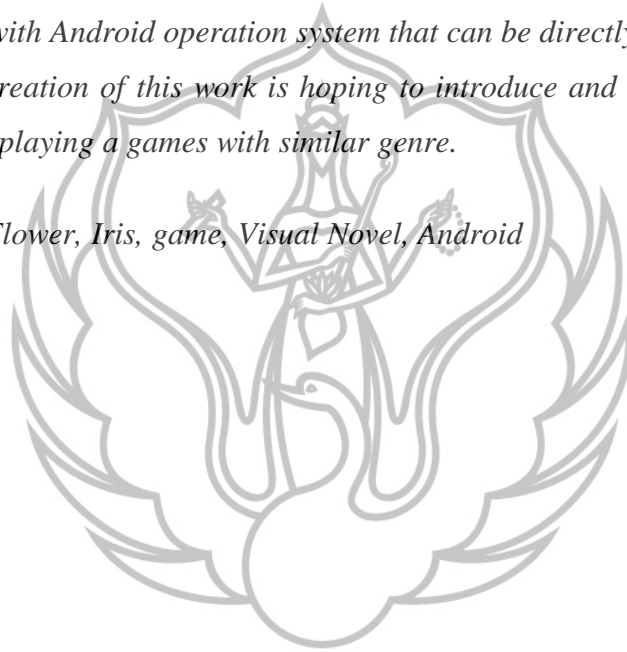 with Android operation system that can be directly
reation of this work is hoping to introduce and
playing a games with similar genre.
Flower, Iris, game, Visual Novel, Android